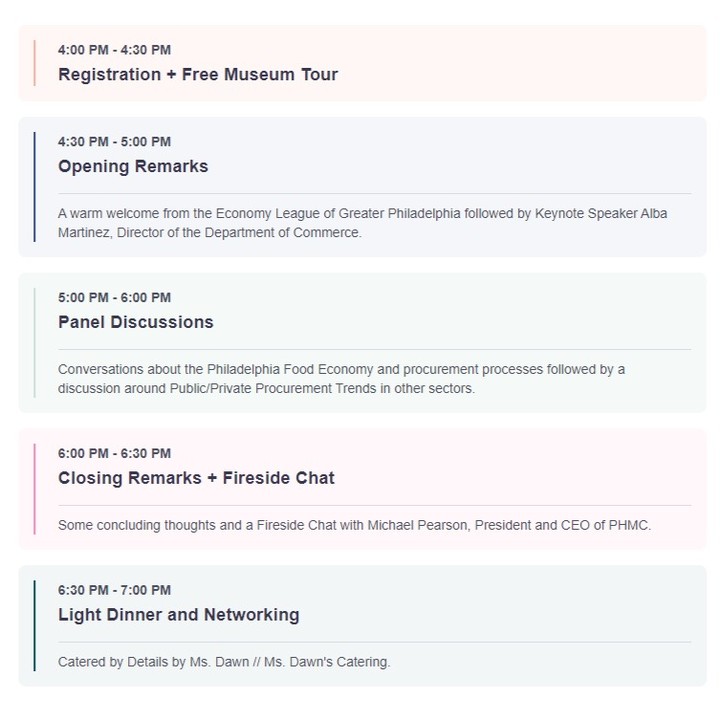 4:00 PM - 4:30 PM
Registration + Free Museum Tour
4:30 PM - 5:00 PM
Opening Remarks
A warm welcome from the Economy League of Greater Philadelphia followed by Keynote Speaker Alba
Martinez, Director of the Department of Commerce.
5:00 PM - 6:00 PM
Panel Discussions
Conversations about the Philadelphia Food Economy and procurement processes followed by a
discussion around Public/Private Procurement Trends in other sectors.
6:00 PM - 6:30 PM
Closing Remarks + Fireside Chat
Some concluding thoughts and a Fireside Chat with Michael Pearson, President and CEO of PHMC.
6:30 PM - 7:00 PM
Light Dinner and Networking
Catered by Details by Ms. Dawn // Ms. Dawn's Catering.